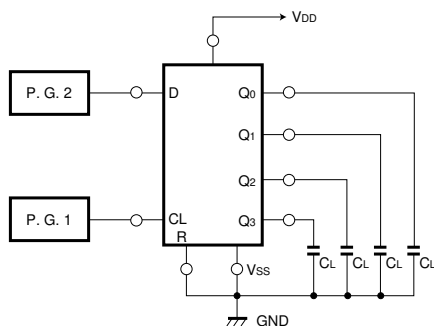 VDD
P. G. 2
D
Q0
Q1
Q2
P. G. 1
CL
Q3
R
CL
CL
CL
CL
VSS
GND